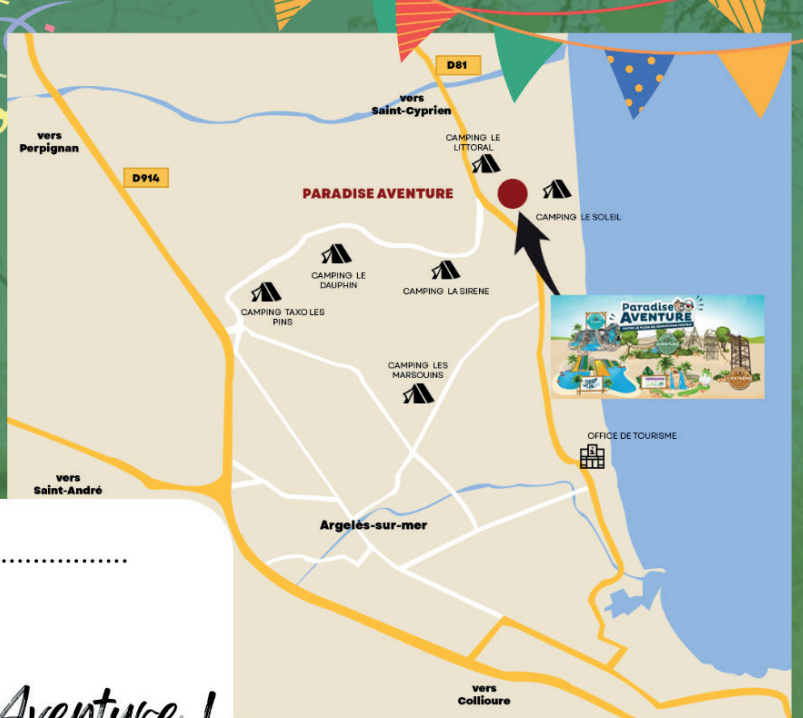 D81
vers
Saint-Cyprien
vers
Perpignan
CAMPING LE
LITTORAL
D914
PARADISE AVENTURE
CAMPING LE SOLEIL
CAMPING LE
DAUPHIN
CAMPING LA SIRENE
CAMPING TAXO LES
PINS
Paradise
AVENTURE
CAMPING LES
MARSOUINS
OFFICE DE TOURISME
vers
Saint-André
Argelès-sur-mer
................
Aventure !
vers
Collioure